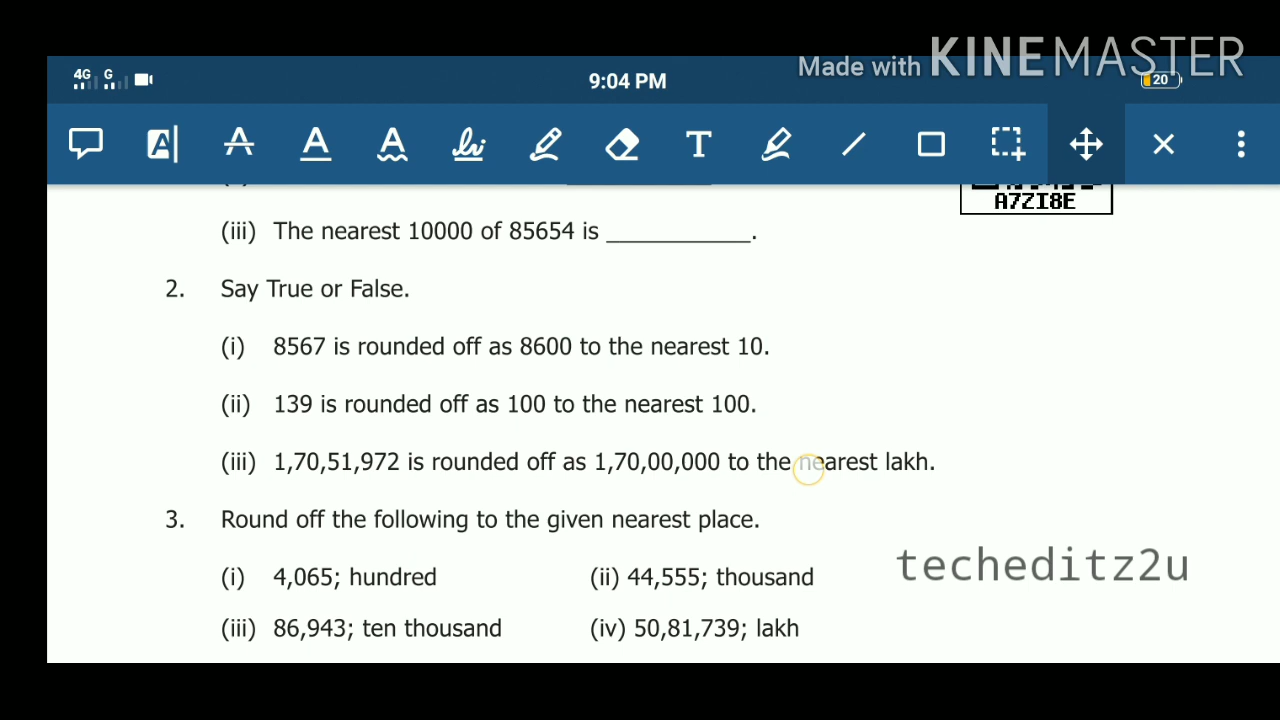 Made with KINEMASTER
4G G 9:04 PM 20
A A A T
A7ZI8E
(iii) The nearest 10000 of 85654 is ___________.
2. Say True or False.
(i) 8567 is rounded off as 8600 to the nearest 10.
(ii) 139 is rounded off as 100 to the nearest 100.
(iii) 1,70,51,972 is rounded off as 1,70,00,000 to the nearest lakh.
3. Round off the following to the given nearest place.
(i) 4,065; hundred (ii) 44,555; thousand
techeditz2u
(iii) 86,943; ten thousand (iv) 50,81,739; lakh